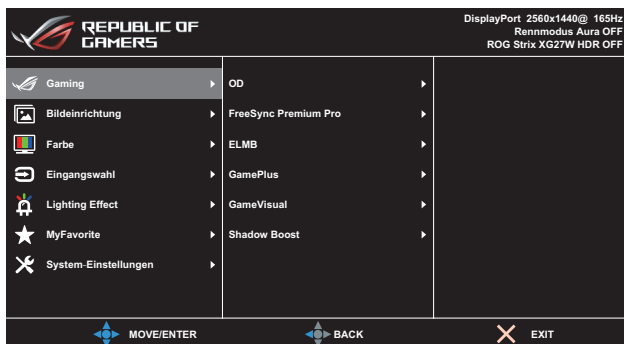 REPUBLIC OF
GAMERS
DisplayPort 2560x1440@ 165Hz
Rennmodus Aura OFF
ROG Strix XG27W HDR OFF
Gaming
OD
Bildeinrichtung
FreeSync Premium Pro
Farbe
ELMB
Eingangswahl
GamePlus
Lighting Effect
GameVisual
MyFavorite
Shadow Boost
System-Einstellungen
MOVE/ENTER
BACK
EXIT